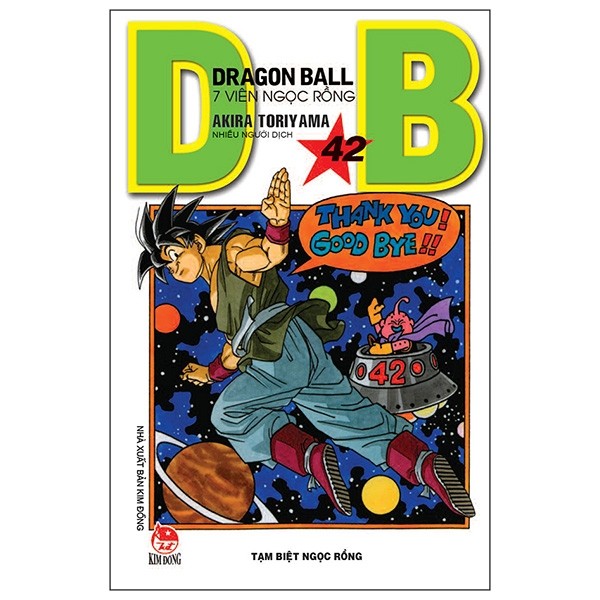 D B
DRAGON BALL
7 VIÊN NGỌC RỒNG
AKIRA TORIYAMA
NHIỀU NGƯỜI DỊCH
42
THANK YOU!
GOOD BYE!!
42
NHÀ XUẤT BẢN KIM ĐỒNG
KIM ĐỒNG
TẠM BIỆT NGỌC RỒNG